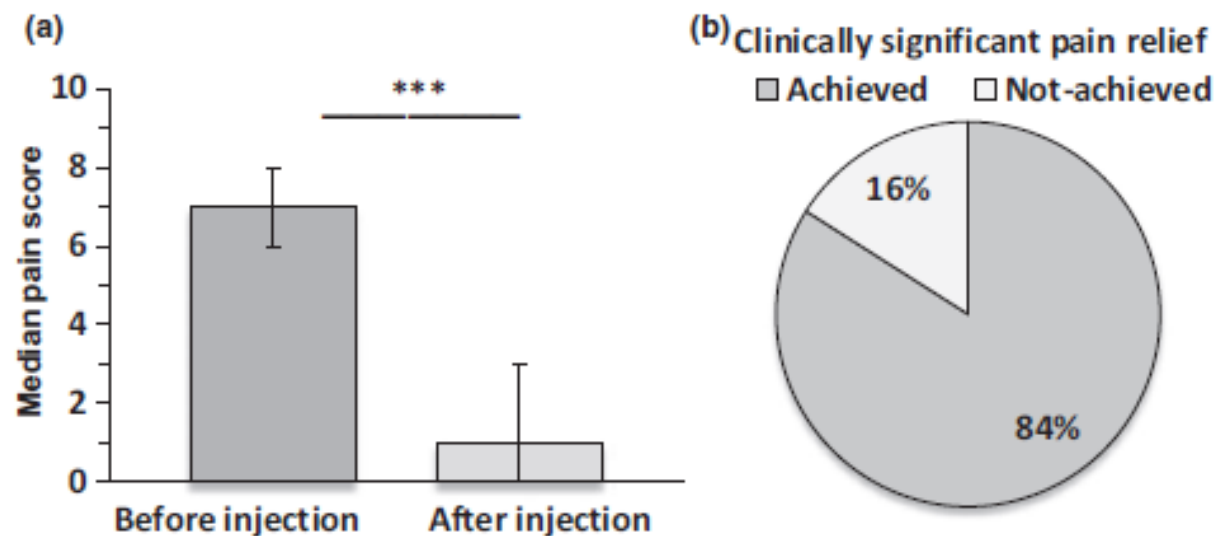 (a)
Median pain score
10
8
6
4
2
0
***
Before injection
After injection
(b) Clinically significant pain relief
Achieved Not-achieved
16%
84%